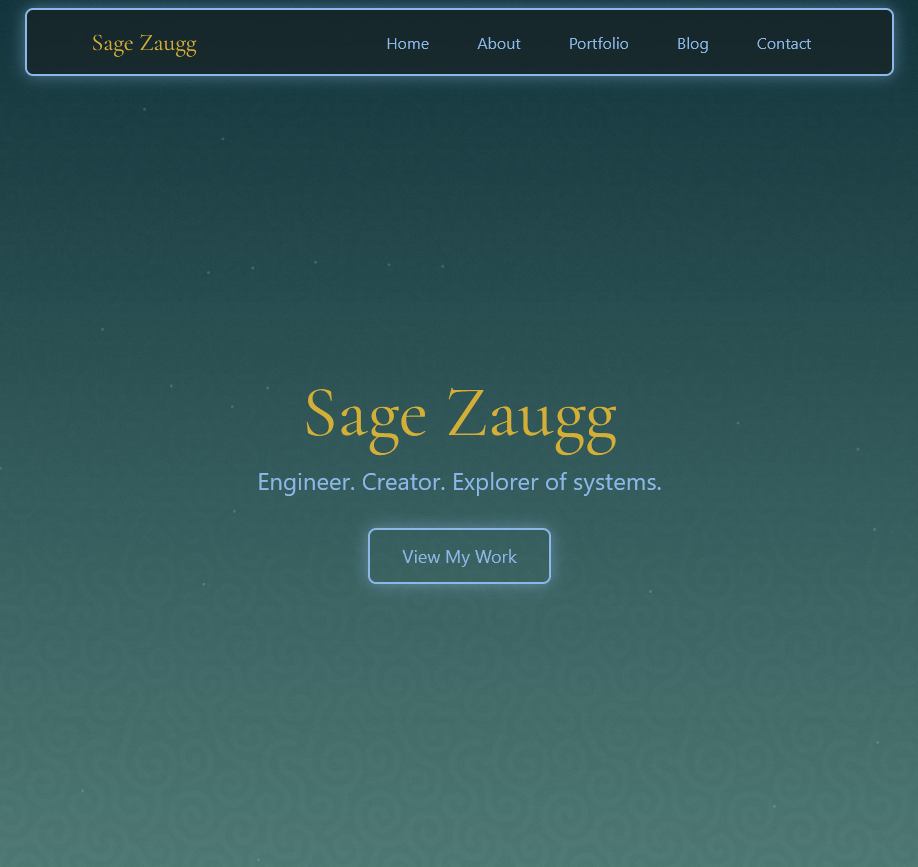 Sage Zaugg Home About Portfolio Blog Contact
Sage Zaugg
Engineer. Creator. Explorer of systems.
View My Work